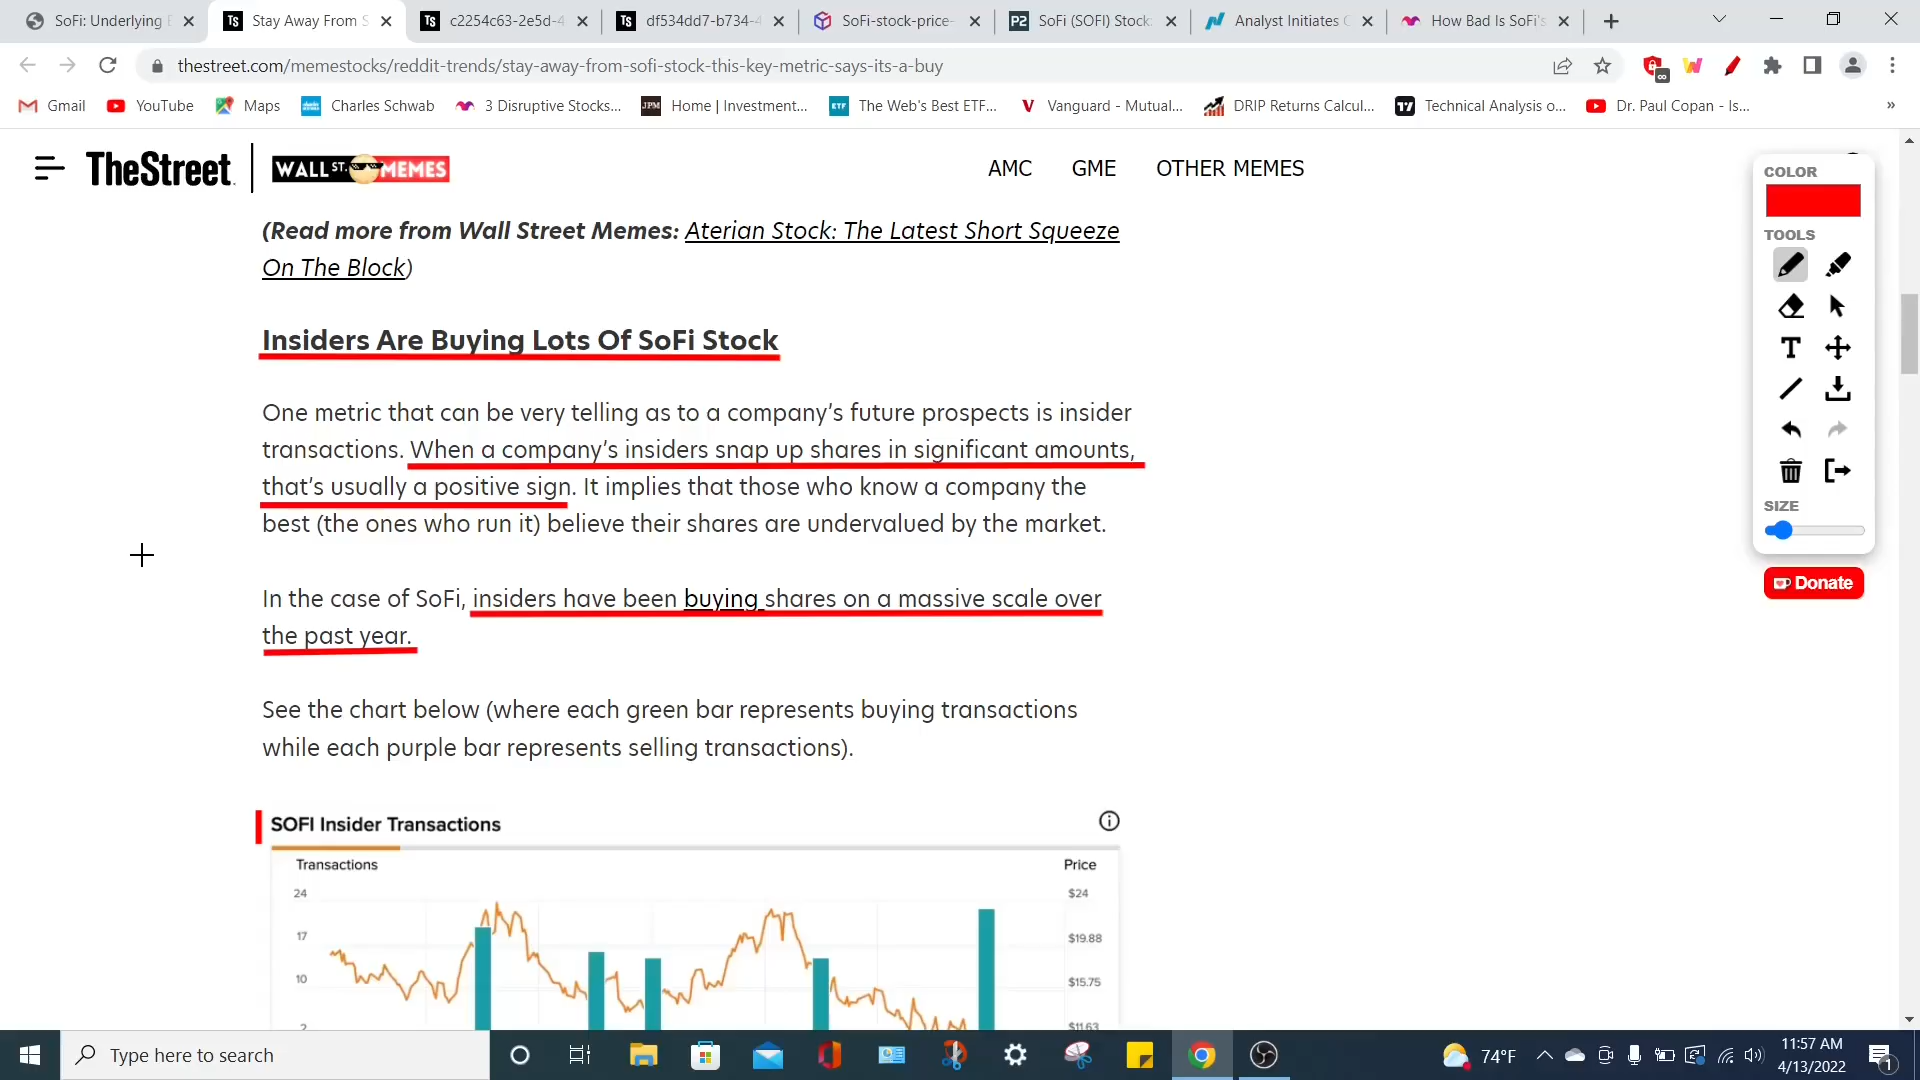 SoFi: Underlying
Stay Away From S
c2254c63-2e5d-4
df534dd7-b734-4
SoFi-stock-price-
SoFi (SOFI) Stock
Analyst Initiates
How Bad Is SoFi's
thestreet.com/memestocks/reddit-trends/stay-away-from-sofi-stock-this-key-metric-says-its-a-buy
Gmail
YouTube
Maps
Charles Schwab
3 Disruptive Stocks...
JPM
Home | Investment...
ETF
The Web's Best ETF...
Vanguard - Mutual...
DRIP Returns Calcul...
Technical Analysis o...
Dr. Paul Copan - Is...
TheStreet
WALL ST. MEMES
AMC
GME
OTHER MEMES
(Read more from Wall Street Memes: Aterian Stock: The Latest Short Squeeze
On The Block)
Insiders Are Buying Lots Of SoFi Stock
One metric that can be very telling as to a company's future prospects is insider
transactions. When a company's insiders snap up shares in significant amounts,
that's usually a positive sign. It implies that those who know a company the
best (the ones who run it) believe their shares are undervalued by the market.
In the case of SoFi, insiders have been buying shares on a massive scale over
the past year.
See the chart below (where each green bar represents buying transactions
while each purple bar represents selling transactions).
SOFI Insider Transactions
Transactions
Price
24
$24
17
$19.88
10
$15.75
2
$11.63
COLOR
TOOLS
SIZE
Donate
Type here to search
74°F
11:57 AM
4/13/2022
1